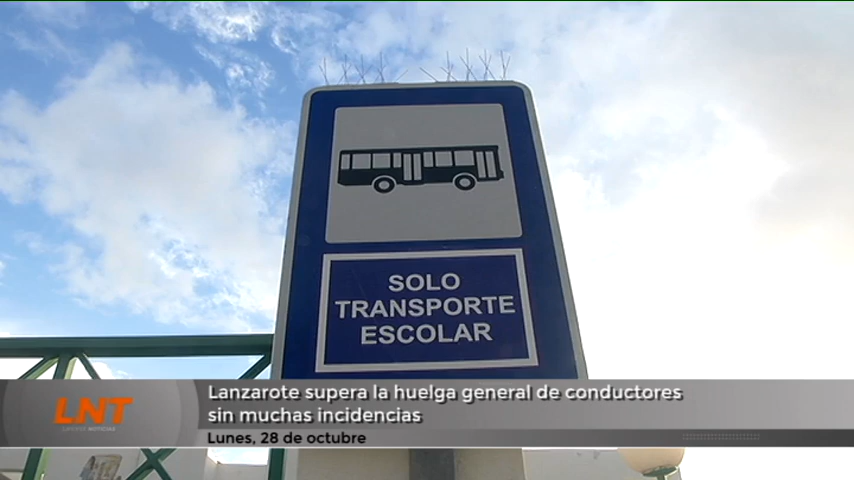 SOLO
TRANSPORTE
ESCOLAR
Lanzarote supera la huelga general de conductores
sin muchas incidencias
LNT
Lunes, 28 de octubre